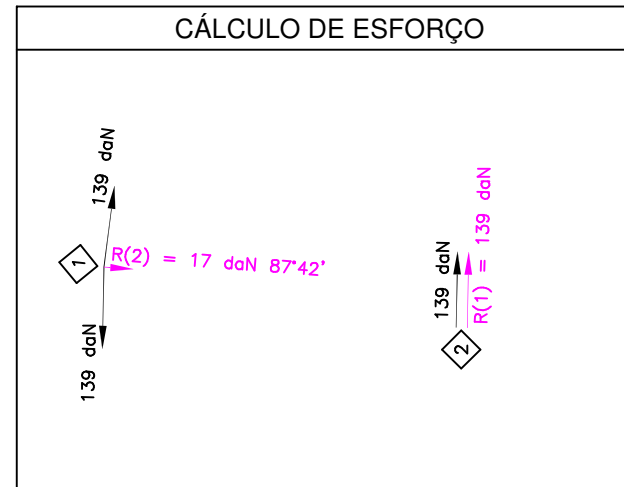 CÁLCULO DE ESFORÇO
139 daN
1
R(2) = 17 daN 87°42'
139 daN
139 daN
R(1) = 139 daN
2